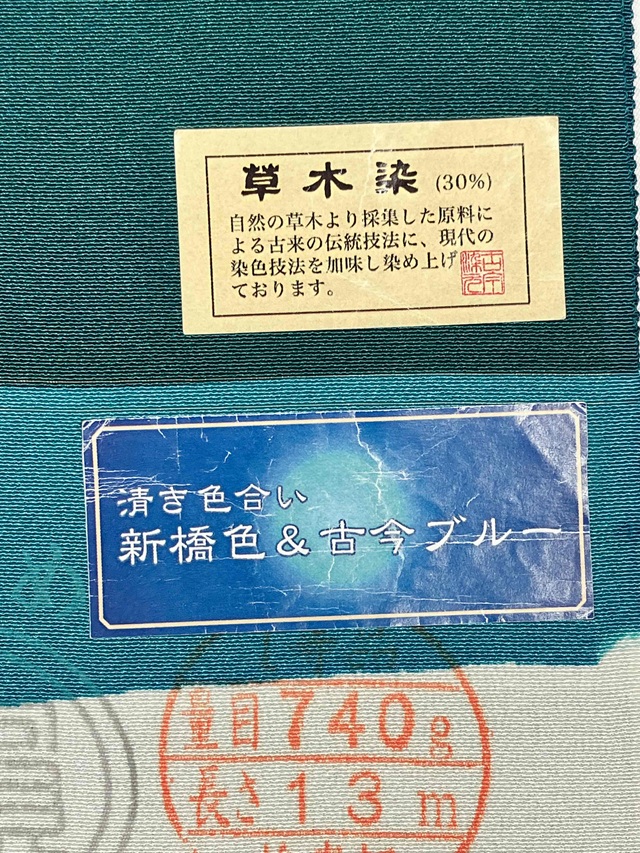 草木染 (30%)
自然の草木より採集した原料に
よる古来の伝統技法に、現代の
染色技法を加味し染め上げ
ております。
清き色合い
新橋色&古今ブルー
量目740g
長さ13m